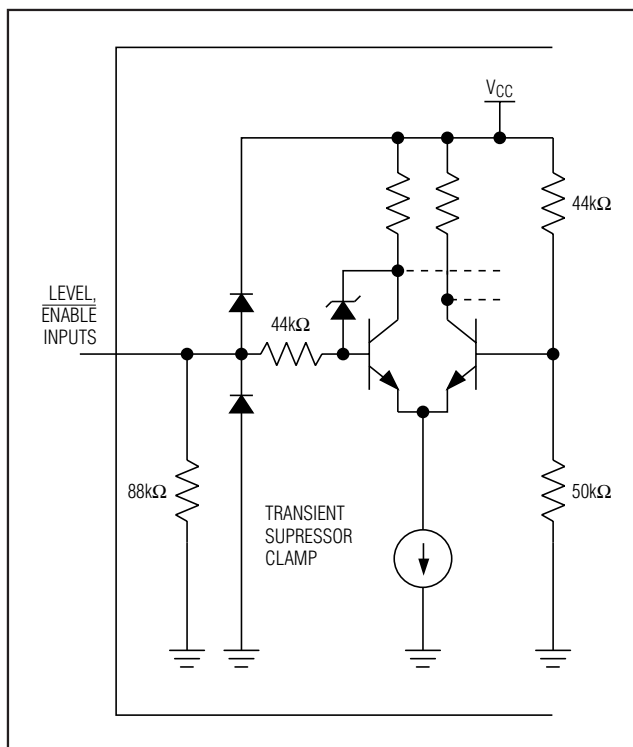 VCC
44kΩ
LEVEL,
ENABLE
INPUTS
44kΩ
88kΩ
50kΩ
TRANSIENT
SUPRESSOR
CLAMP